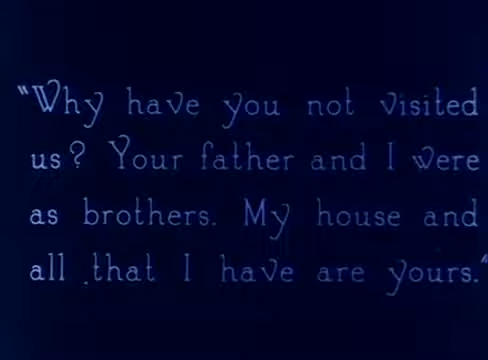 "Why have you not visited
us? Your father and I were
as brothers. My house and
all that I have are yours."